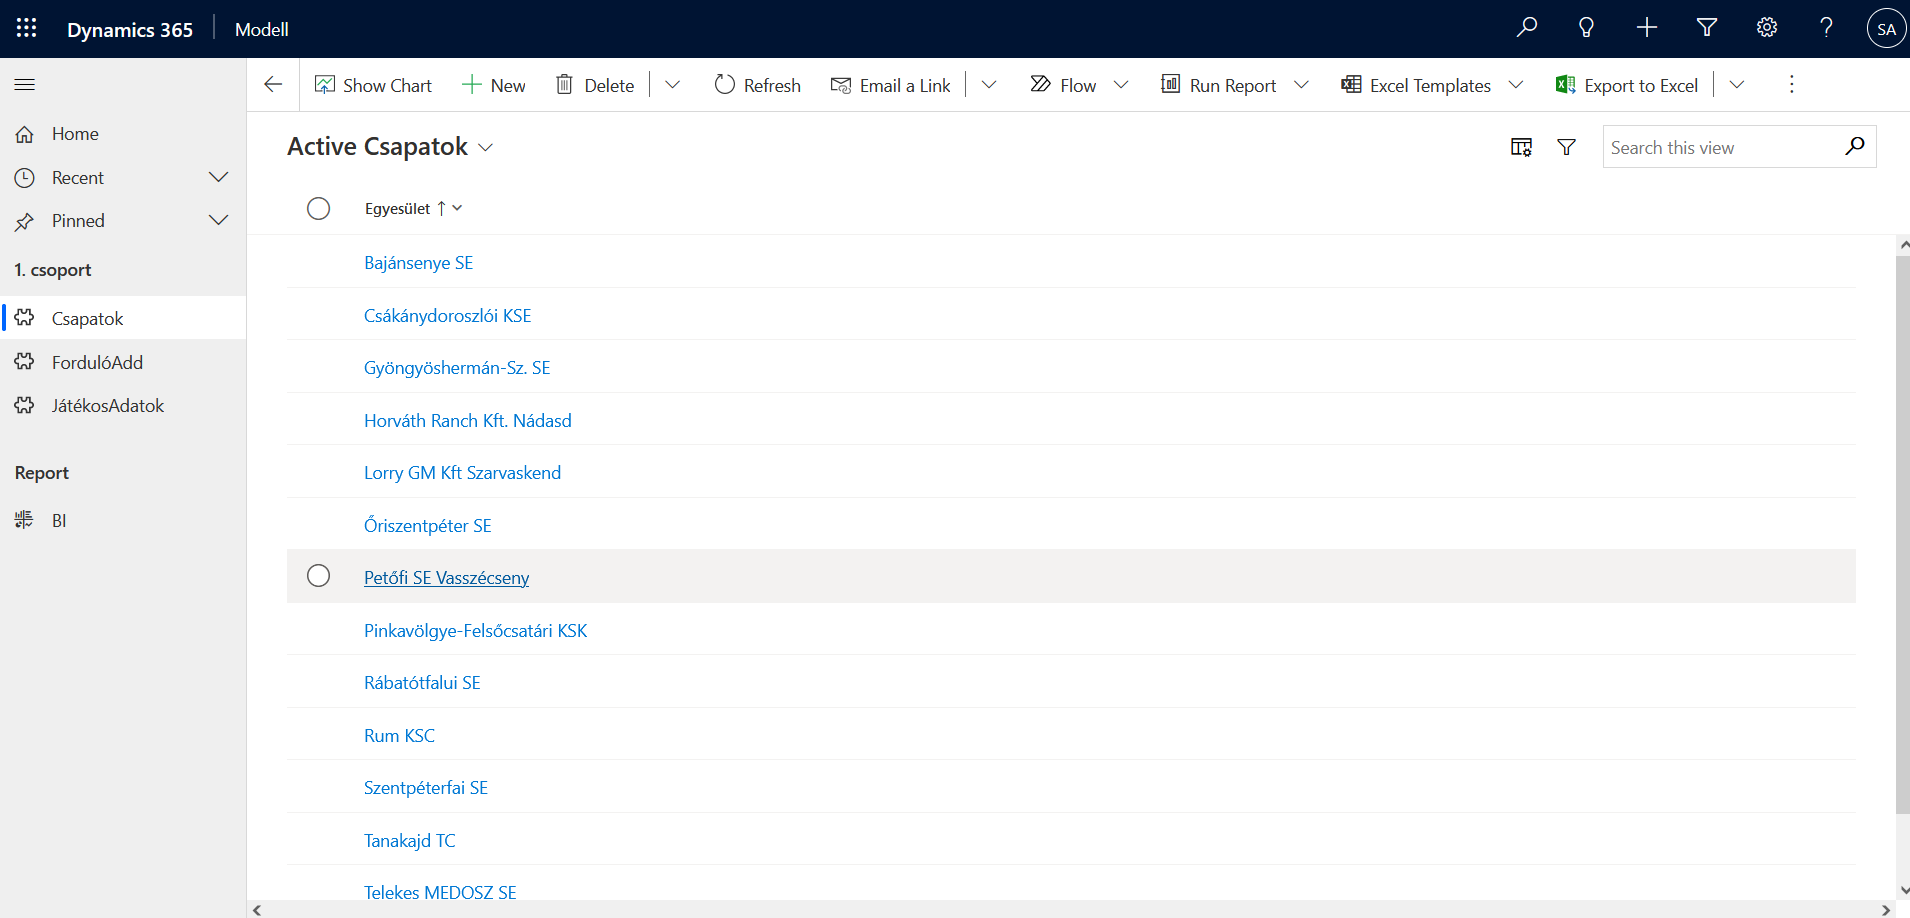 Dynamics 365
Modell
SA
Show Chart
New
Delete
Refresh
Email a Link
Flow
Run Report
Excel Templates
Export to Excel
Home
Recent
Pinned
1. csoport
Csapatok
FordulóAdd
JátékosAdatok
Report
BI
Active Csapatok
Search this view
Egyesület
Bajánsenye SE
Csákánydoroszlói KSE
Gyöngyöshermán-Sz. SE
Horváth Ranch Kft. Nádasd
Lorry GM Kft Szarvaskend
Őriszentpéter SE
Petőfi SE Vasszécseny
Pinkavölgye-Felsőcsatári KSK
Rábatótfalui SE
Rum KSC
Szentpéterfai SE
Tanakajd TC
Telekes MEDOSZ SE